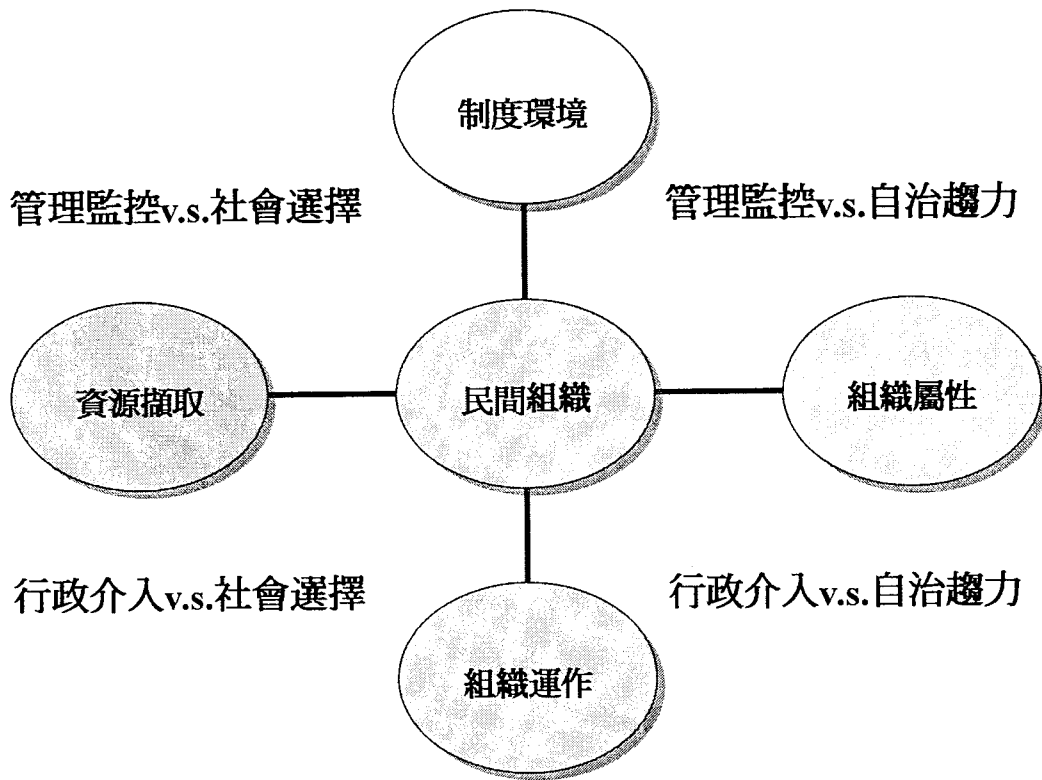 制度環境
管理監控v.s.社會選擇
管理監控v.s.自治趨力
資源擷取
民間組織
組織屬性
行政介入v.s.社會選擇
行政介入v.s.自治趨力
組織運作